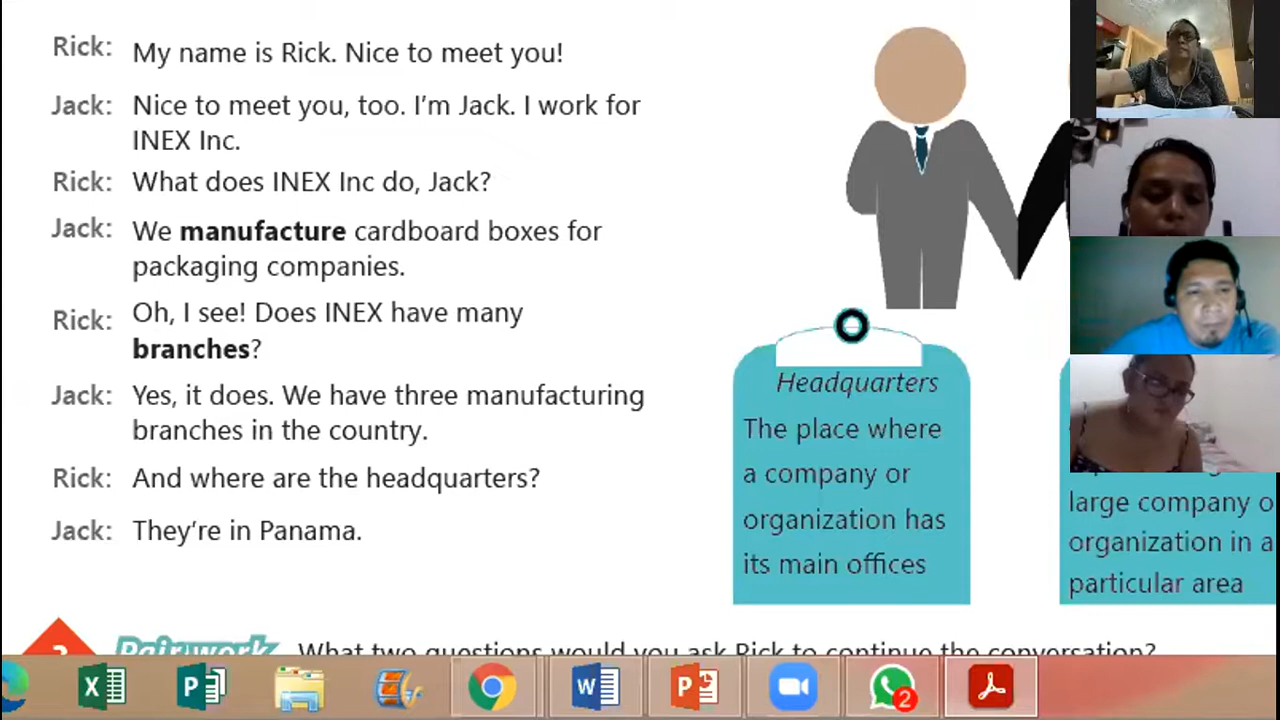 Rick: My name is Rick. Nice to meet you!
Jack: Nice to meet you, too. I'm Jack. I work for
INEX Inc.
Rick: What does INEX Inc do, Jack?
Jack: We manufacture cardboard boxes for
packaging companies.
Rick: Oh, I see! Does INEX have many
branches?
Jack: Yes, it does. We have three manufacturing
branches in the country.
Rick: And where are the headquarters?
Jack: They're in Panama.
Headquarters
The place where
a company or
organization has
its main offices
large company o
organization in a
particular area
Pair work What two questions would you ask Rick to continue the conversation?
2